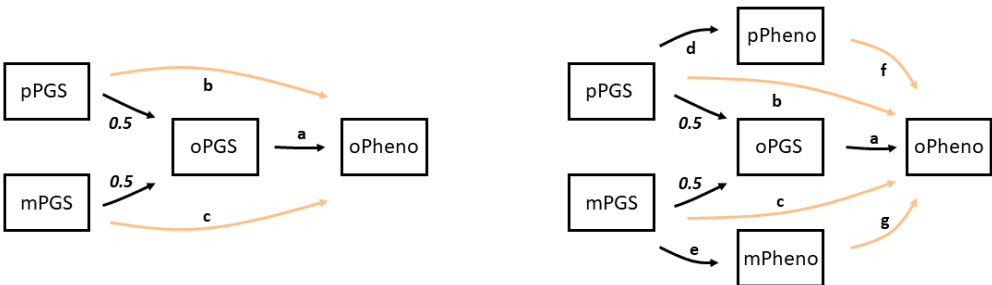 pPGS
b
0.5
a
oPGS
oPheno
0.5
mPGS
c
pPheno
d
f
pPGS
b
0.5
a
oPGS
oPheno
0.5
mPGS
c
g
e
mPheno